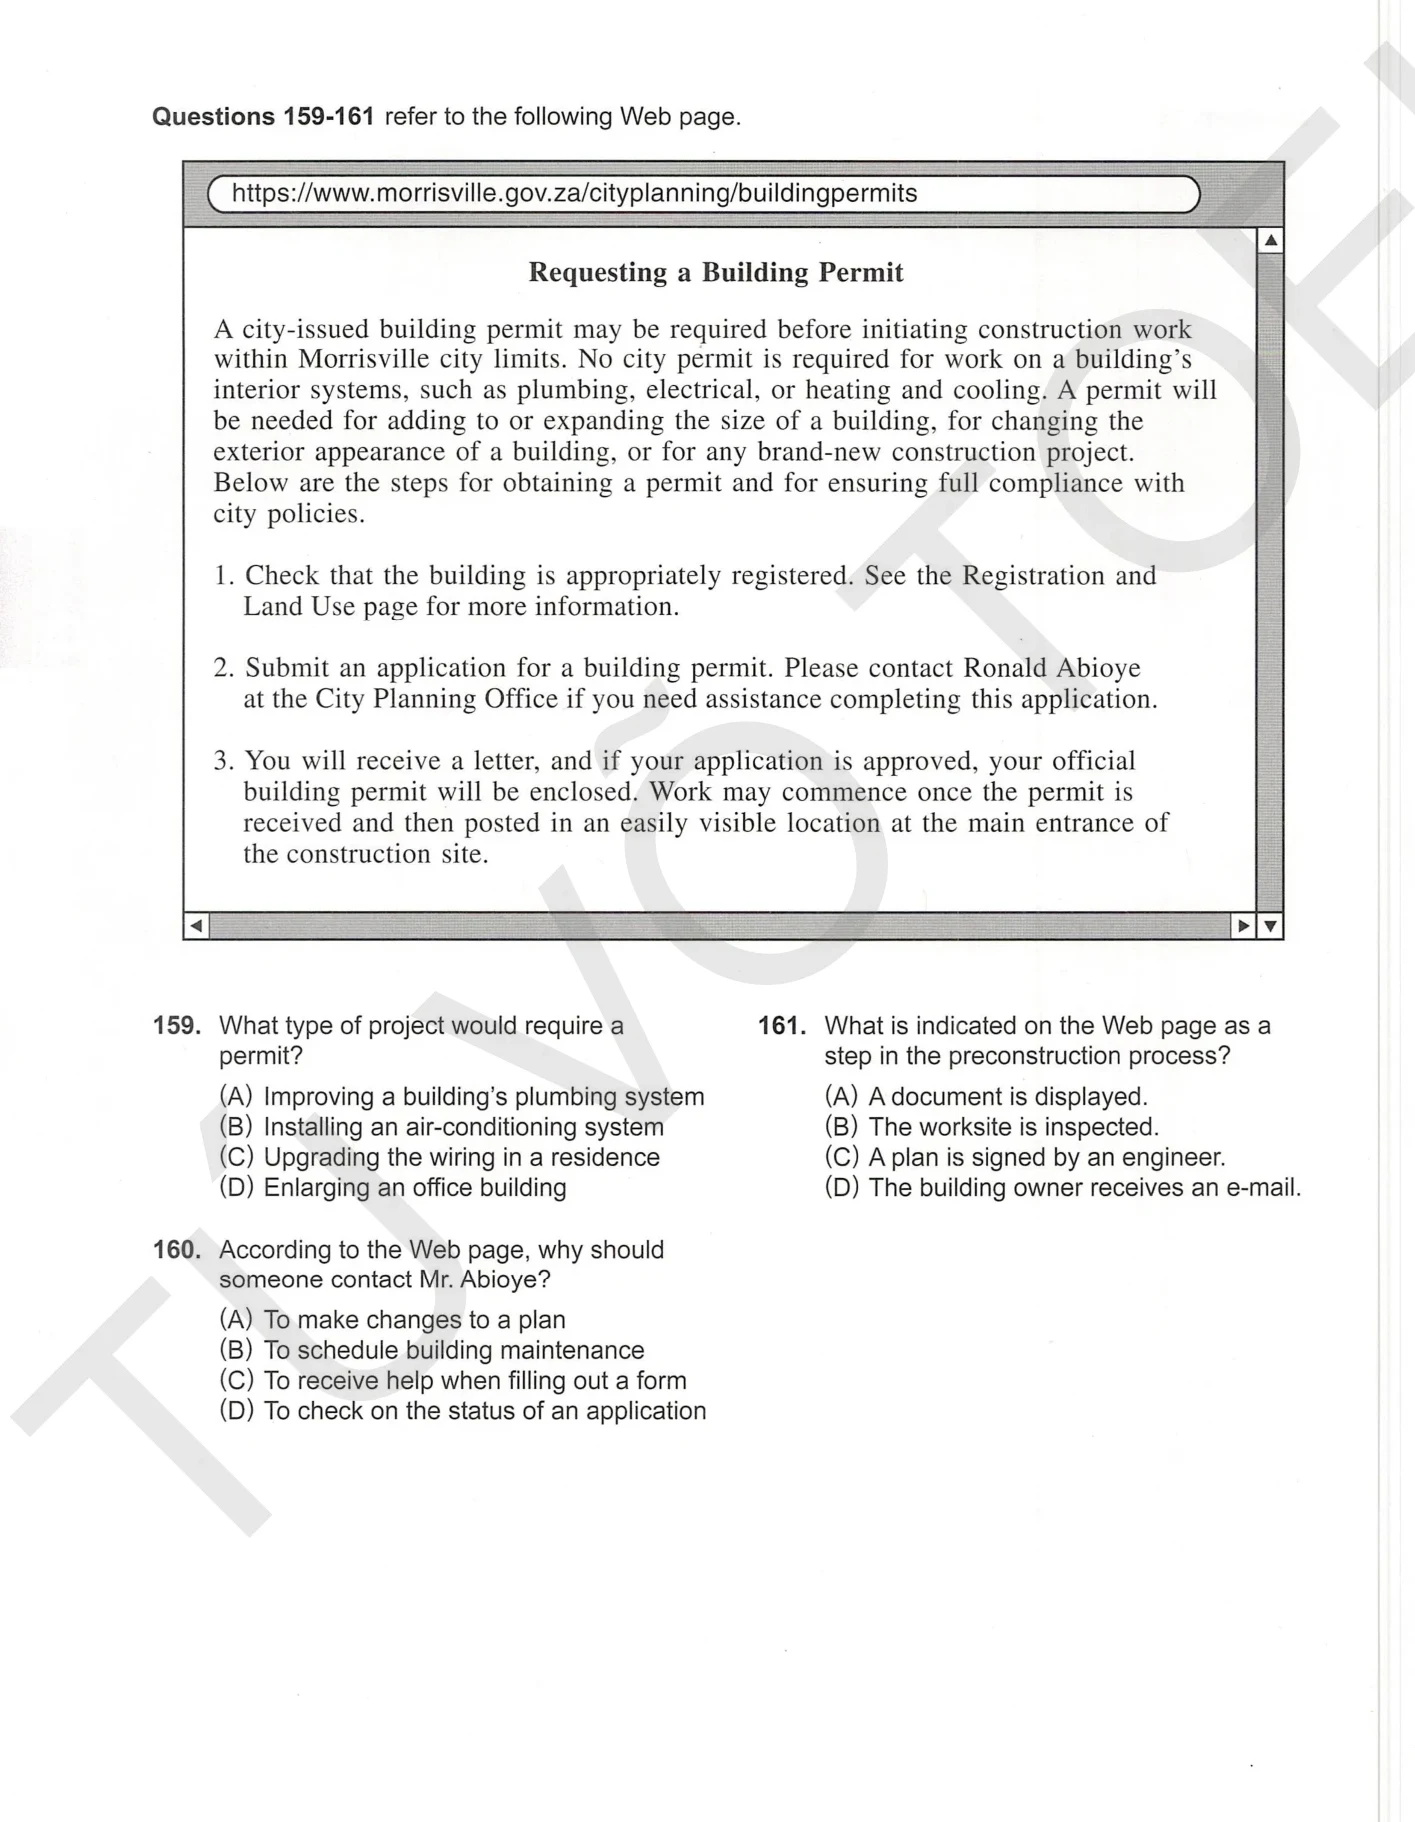 Questions 159-161 refer to the following Web page.
https://www.morrisville.gov.za/cityplanning/buildingpermits
Requesting a Building Permit
A city-issued building permit may be required before initiating construction work
within Morrisville city limits. No city permit is required for work on a building's
interior systems, such as plumbing, electrical, or heating and cooling. A permit will
be needed for adding to or expanding the size of a building, for changing the
exterior appearance of a building, or for any brand-new construction project.
Below are the steps for obtaining a permit and for ensuring full compliance with
city policies.
1. Check that the building is appropriately registered. See the Registration and
Land Use page for more information.
2. Submit an application for a building permit. Please contact Ronald Abioye
at the City Planning Office if you need assistance completing this application.
3. You will receive a letter, and if your application is approved, your official
building permit will be enclosed. Work may commence once the permit is
received and then posted in an easily visible location at the main entrance of
the construction site.
159. What type of project would require a
permit?
(A) Improving a building's plumbing system
(B) Installing an air-conditioning system
(C) Upgrading the wiring in a residence
(D) Enlarging an office building
160. According to the Web page, why should
someone contact Mr. Abioye?
(A) To make changes to a plan
(B) To schedule building maintenance
(C) To receive help when filling out a form
(D) To check on the status of an application
161. What is indicated on the Web page as a
step in the preconstruction process?
(A) A document is displayed.
(B) The worksite is inspected.
(C) A plan is signed by an engineer.
(D) The building owner receives an e-mail.
TÚ VÕ TOE